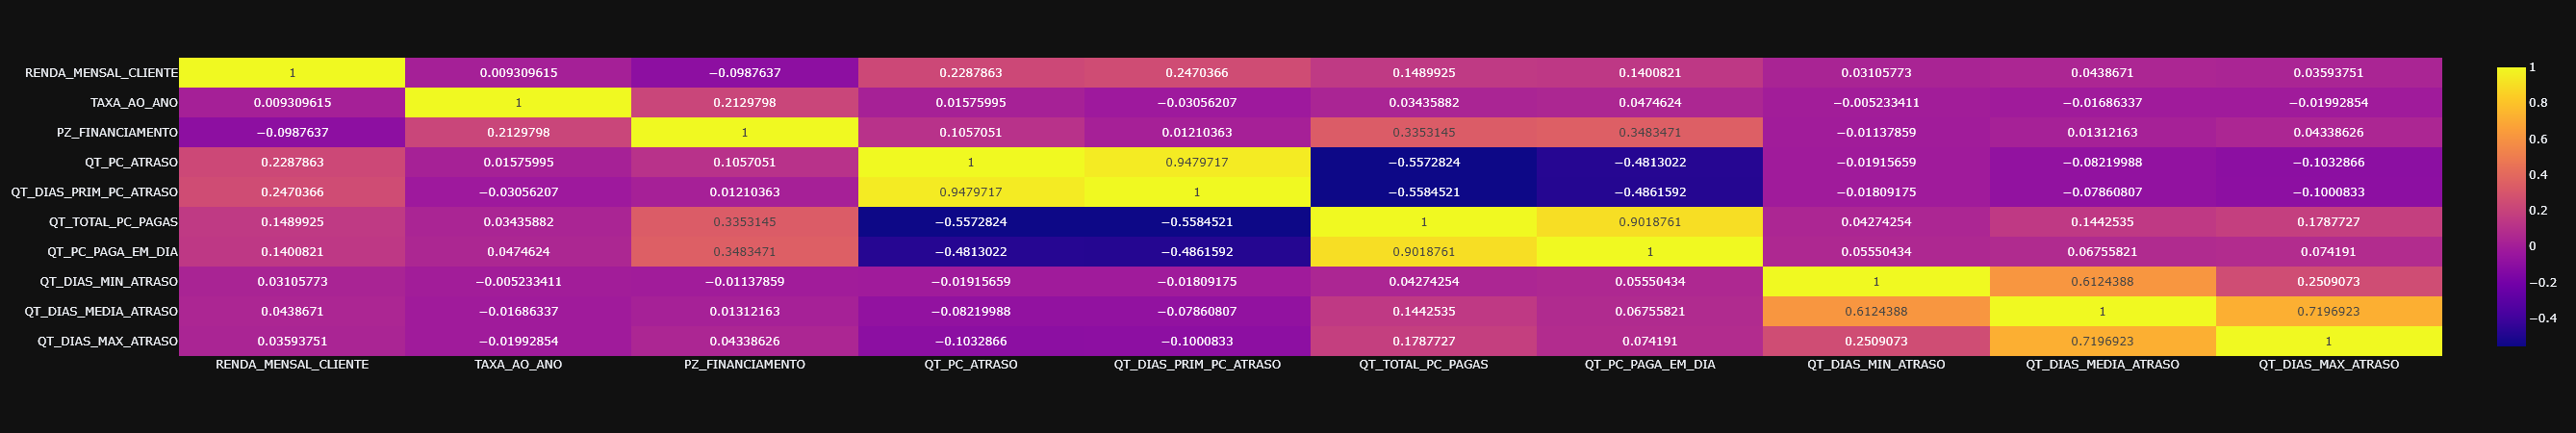 RENDA_MENSAL_CLIENTE 1 0.009309615 −0.0987637 0.2287863 0.2470366 0.1489925 0.1400821 0.03105773 0.0438671 0.03593751 1
TAXA_AO_ANO 0.009309615 1 0.2129798 0.01575995 −0.03056207 0.03435882 0.0474624 −0.005233411 −0.01686337 −0.01992854 0.8
PZ_FINANCIAMENTO −0.0987637 0.2129798 1 0.1057051 0.01210363 0.3353145 0.3483471 −0.01137859 0.01312163 0.04338626 0.6
QT_PC_ATRASO 0.2287863 0.01575995 0.1057051 1 0.9479717 −0.5572824 −0.4813022 −0.01915659 −0.08219988 −0.1032866 0.4
QT_DIAS_PRIM_PC_ATRASO 0.2470366 −0.03056207 0.01210363 0.9479717 1 −0.5584521 −0.4861592 −0.01809175 −0.07860807 −0.1000833
QT_TOTAL_PC_PAGAS 0.1489925 0.03435882 0.3353145 −0.5572824 −0.5584521 1 0.9018761 0.04274254 0.1442535 0.1787727 0.2
QT_PC_PAGA_EM_DIA 0.1400821 0.0474624 0.3483471 −0.4813022 −0.4861592 0.9018761 1 0.05550434 0.06755821 0.074191 0
QT_DIAS_MIN_ATRASO 0.03105773 −0.005233411 −0.01137859 −0.01915659 −0.01809175 0.04274254 0.05550434 1 0.6124388 0.2509073 −0.2
QT_DIAS_MEDIA_ATRASO 0.0438671 −0.01686337 0.01312163 −0.08219988 −0.07860807 0.1442535 0.06755821 0.6124388 1 0.7196923 −0.4
QT_DIAS_MAX_ATRASO 0.03593751 −0.01992854 0.04338626 −0.1032866 −0.1000833 0.1787727 0.074191 0.2509073 0.7196923 1
RENDA_MENSAL_CLIENTE TAXA_AO_ANO PZ_FINANCIAMENTO QT_PC_ATRASO QT_DIAS_PRIM_PC_ATRASO QT_TOTAL_PC_PAGAS QT_PC_PAGA_EM_DIA QT_DIAS_MIN_ATRASO QT_DIAS_MEDIA_ATRASO QT_DIAS_MAX_ATRASO